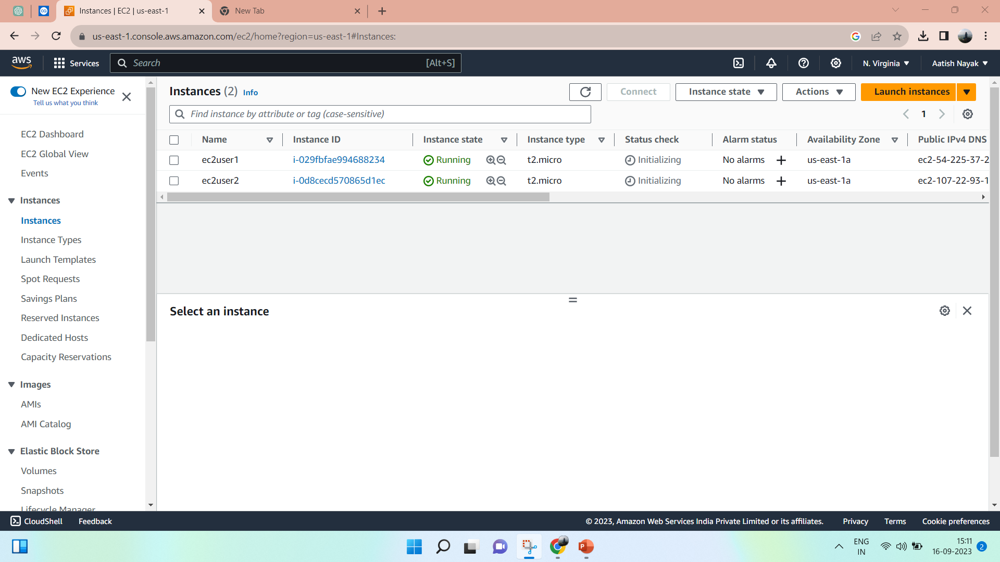 Instances | EC2 | us-east-1
New Tab
us-east-1.console.aws.amazon.com/ec2/home?region=us-east-1#Instances:
aws
Services
Search
[Alt+S]
N. Virginia
Aatish Nayak
New EC2 Experience
Tell us what you think
EC2 Dashboard
EC2 Global View
Events
Instances
Instances
Instance Types
Launch Templates
Spot Requests
Savings Plans
Reserved Instances
Dedicated Hosts
Capacity Reservations
Images
AMIs
AMI Catalog
Elastic Block Store
Volumes
Snapshots
Lifecycle Manager
Instances (2) Info
Connect
Instance state
Actions
Launch instances
Find instance by attribute or tag (case-sensitive)
1
Name Instance ID Instance state Instance type Status check Alarm status Availability Zone Public IPv4 DNS
ec2user1 i-029fbfae994688234 Running t2.micro Initializing No alarms us-east-1a ec2-54-225-37-2
ec2user2 i-0d8cecd570865d1ec Running t2.micro Initializing No alarms us-east-1a ec2-107-22-93-1
Select an instance
CloudShell Feedback © 2023, Amazon Web Services India Private Limited or its affiliates. Privacy Terms Cookie preferences
ENG
IN
15:11
16-09-2023
2